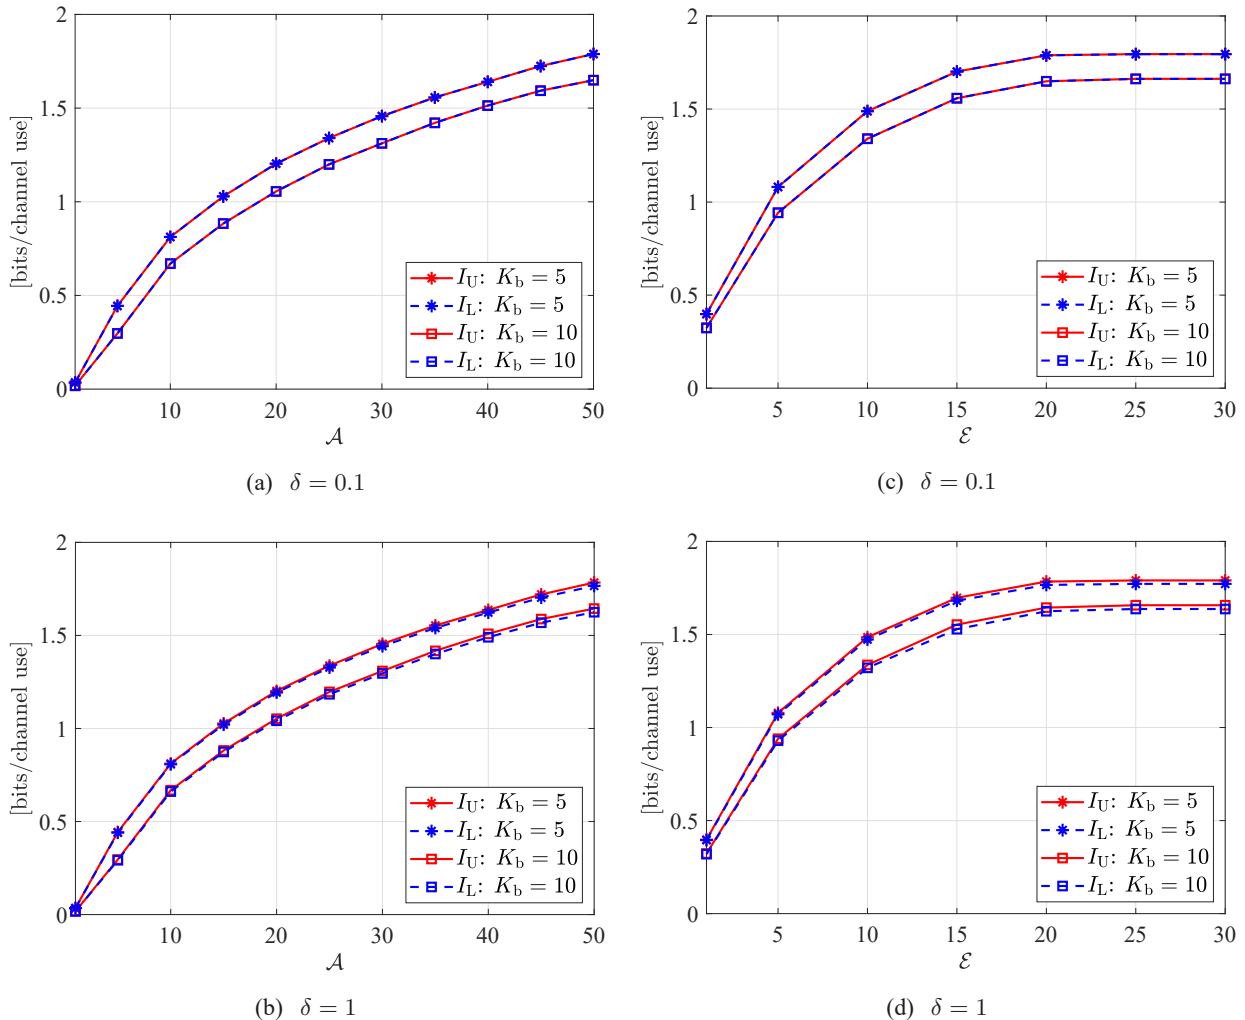 2
1.5
1
0.5
0
[bits/channel use]
10 20 30 40 50
𝒜
I_U: K_b = 5
I_L: K_b = 5
I_U: K_b = 10
I_L: K_b = 10
(a) δ = 0.1
2
1.5
1
0.5
0
[bits/channel use]
5 10 15 20 25 30
ℰ
I_U: K_b = 5
I_L: K_b = 5
I_U: K_b = 10
I_L: K_b = 10
(c) δ = 0.1
2
1.5
1
0.5
0
[bits/channel use]
10 20 30 40 50
𝒜
I_U: K_b = 5
I_L: K_b = 5
I_U: K_b = 10
I_L: K_b = 10
(b) δ = 1
2
1.5
1
0.5
0
[bits/channel use]
5 10 15 20 25 30
ℰ
I_U: K_b = 5
I_L: K_b = 5
I_U: K_b = 10
I_L: K_b = 10
(d) δ = 1